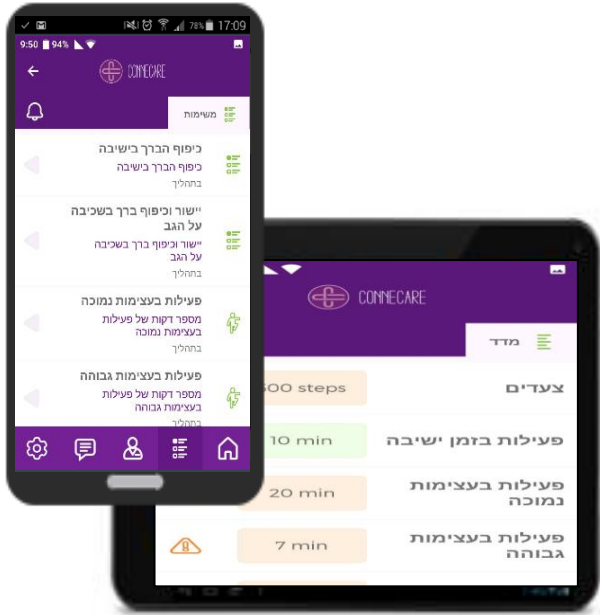 78% 17:09
9:50 94%
CONNECARE
משימות
כיפוף הברך בישיבה
כיפוף הברך בישיבה
בתהליך
יישור וכיפוף ברך בשכיבה
על הגב
יישור וכיפוף ברך בשכיבה
על הגב
בתהליך
פעילות בעצימות נמוכה
מספר דקות של פעילות
בעצימות נמוכה
בתהליך
פעילות בעצימות גבוהה
מספר דקות של פעילות
בעצימות גבוהה
בתהליך
CONNECARE
מדד
צעדים
steps
פעילות בזמן ישיבה
10 min
פעילות בעצימות
נמוכה
20 min
פעילות בעצימות
גבוהה
7 min